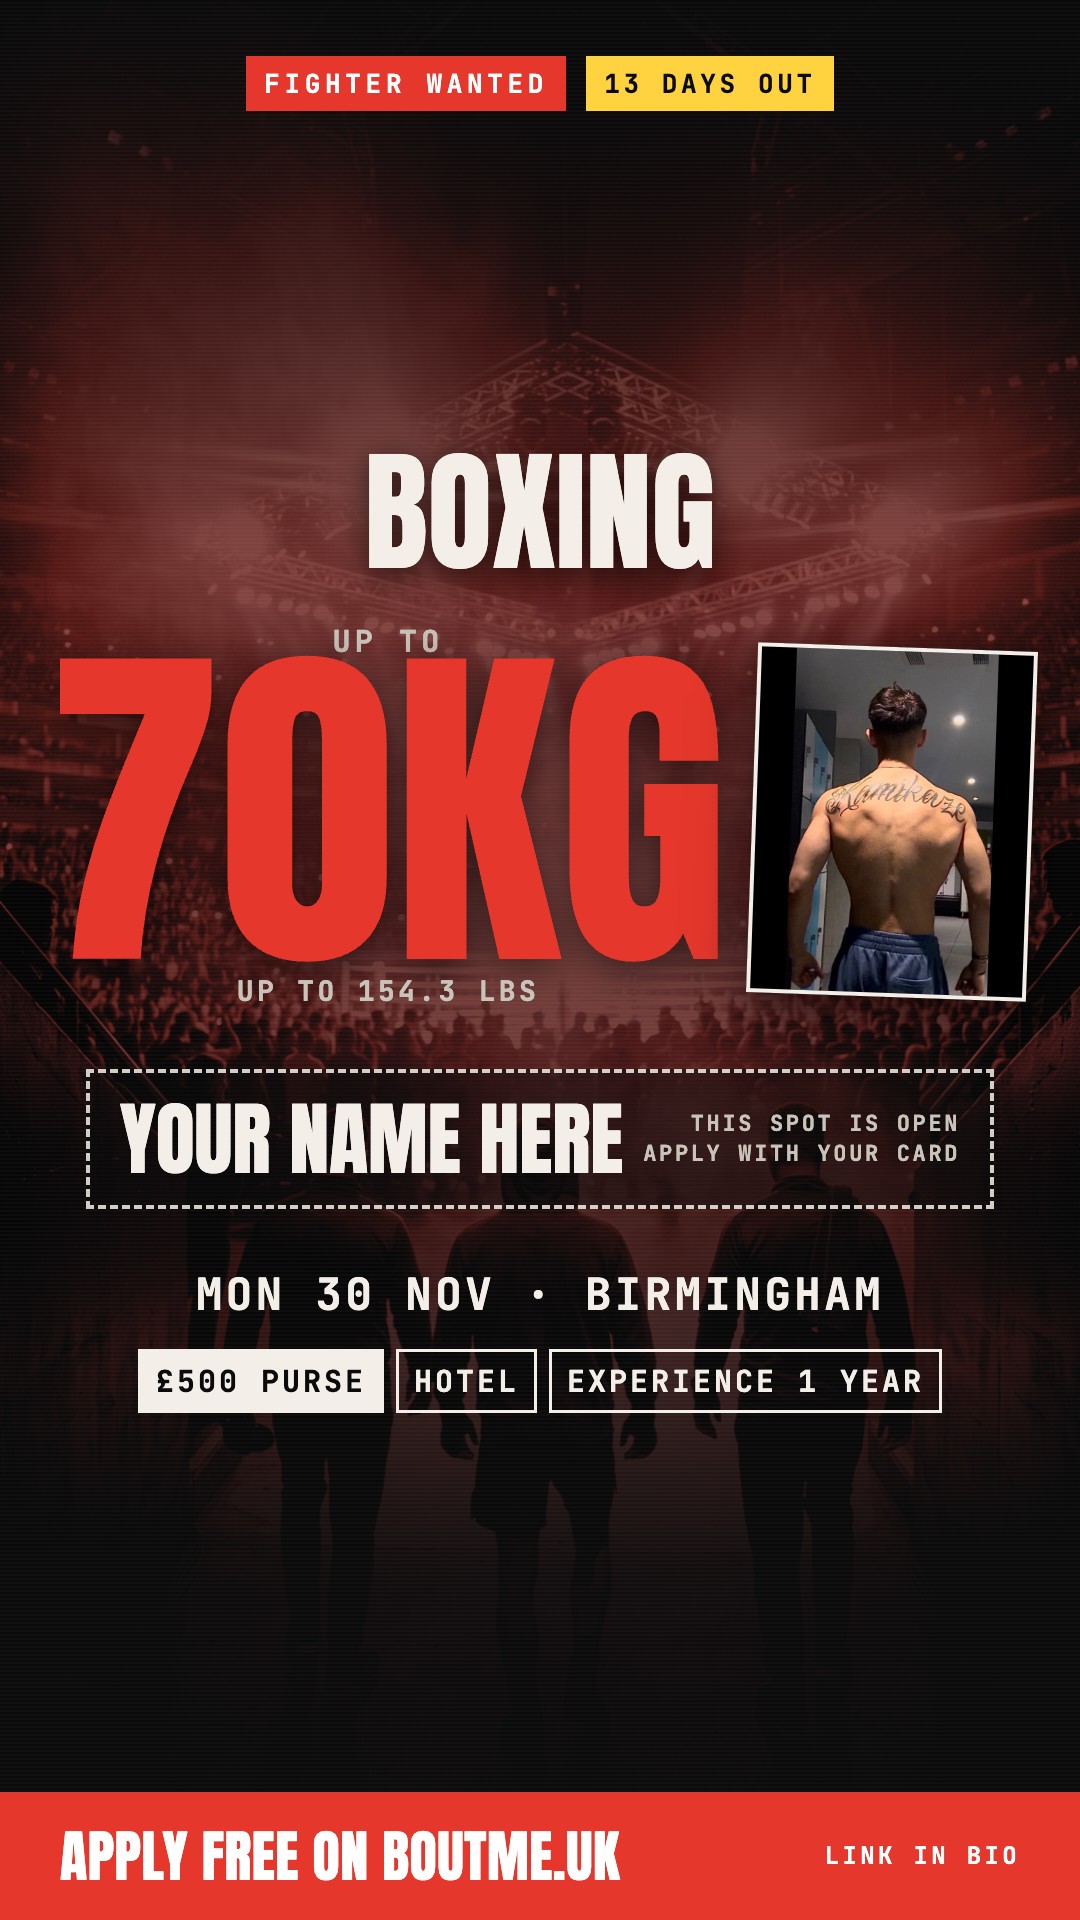 FIGHTER WANTED
13 DAYS OUT
BOXING
UP TO
70KG
UP TO 154.3 LBS
Kamikaze
YOUR NAME HERE
THIS SPOT IS OPEN
APPLY WITH YOUR CARD
MON 30 NOV · BIRMINGHAM
£500 PURSE
HOTEL
EXPERIENCE 1 YEAR
APPLY FREE ON BOUTME.UK
LINK IN BIO